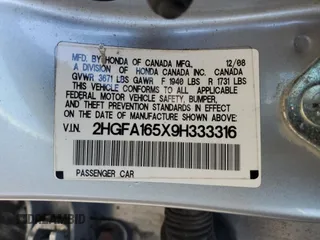 MFD. BY HONDA OF CANADA MFG. 12/08
A DIVISION OF HONDA CANADA INC. CANADA
GVWR 3671 LBS GAWR F 1940 LBS R 1731 LBS
THIS VEHICLE CONFORMS TO ALL APPLICABLE
FEDERAL MOTOR VEHICLE SAFETY, BUMPER,
AND THEFT PREVENTION STANDARDS IN EFFECT
ON THE DATE OF MANUFACTURE SHOWN ABOVE.
V.I.N. 2HGFA165X9H333316
PASSENGER CAR